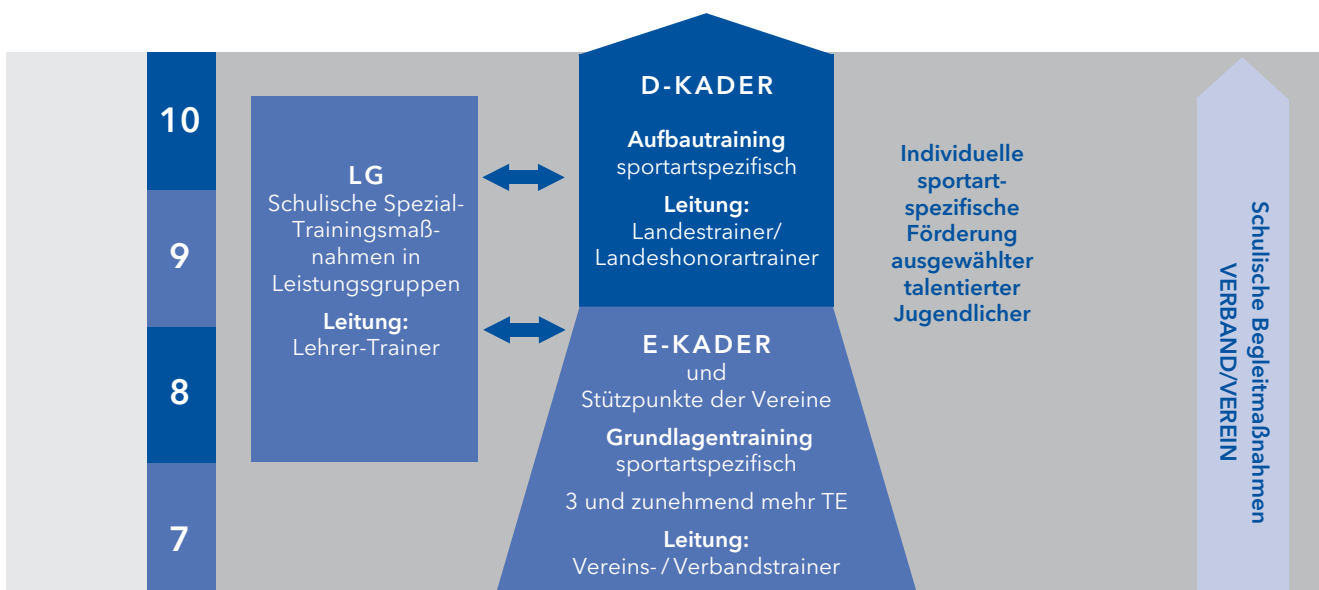 10
9
8
7
LG
Schulische Spezial-
Trainingsmaß-
nahmen in
Leistungsgruppen
Leitung:
Lehrer-Trainer
D-KADER
Aufbautraining
sportartspezifisch
Leitung:
Landestrainer/
Landeshonorartrainer
E-KADER
und
Stützpunkte der Vereine
Grundlagentraining
sportartspezifisch
3 und zunehmend mehr TE
Leitung:
Vereins- / Verbandstrainer
Individuelle
sportart-
spezifische
Förderung
ausgewählter
talentierter
Jugendlicher
Schulische Begleitmaßnahmen
VERBAND/VEREIN